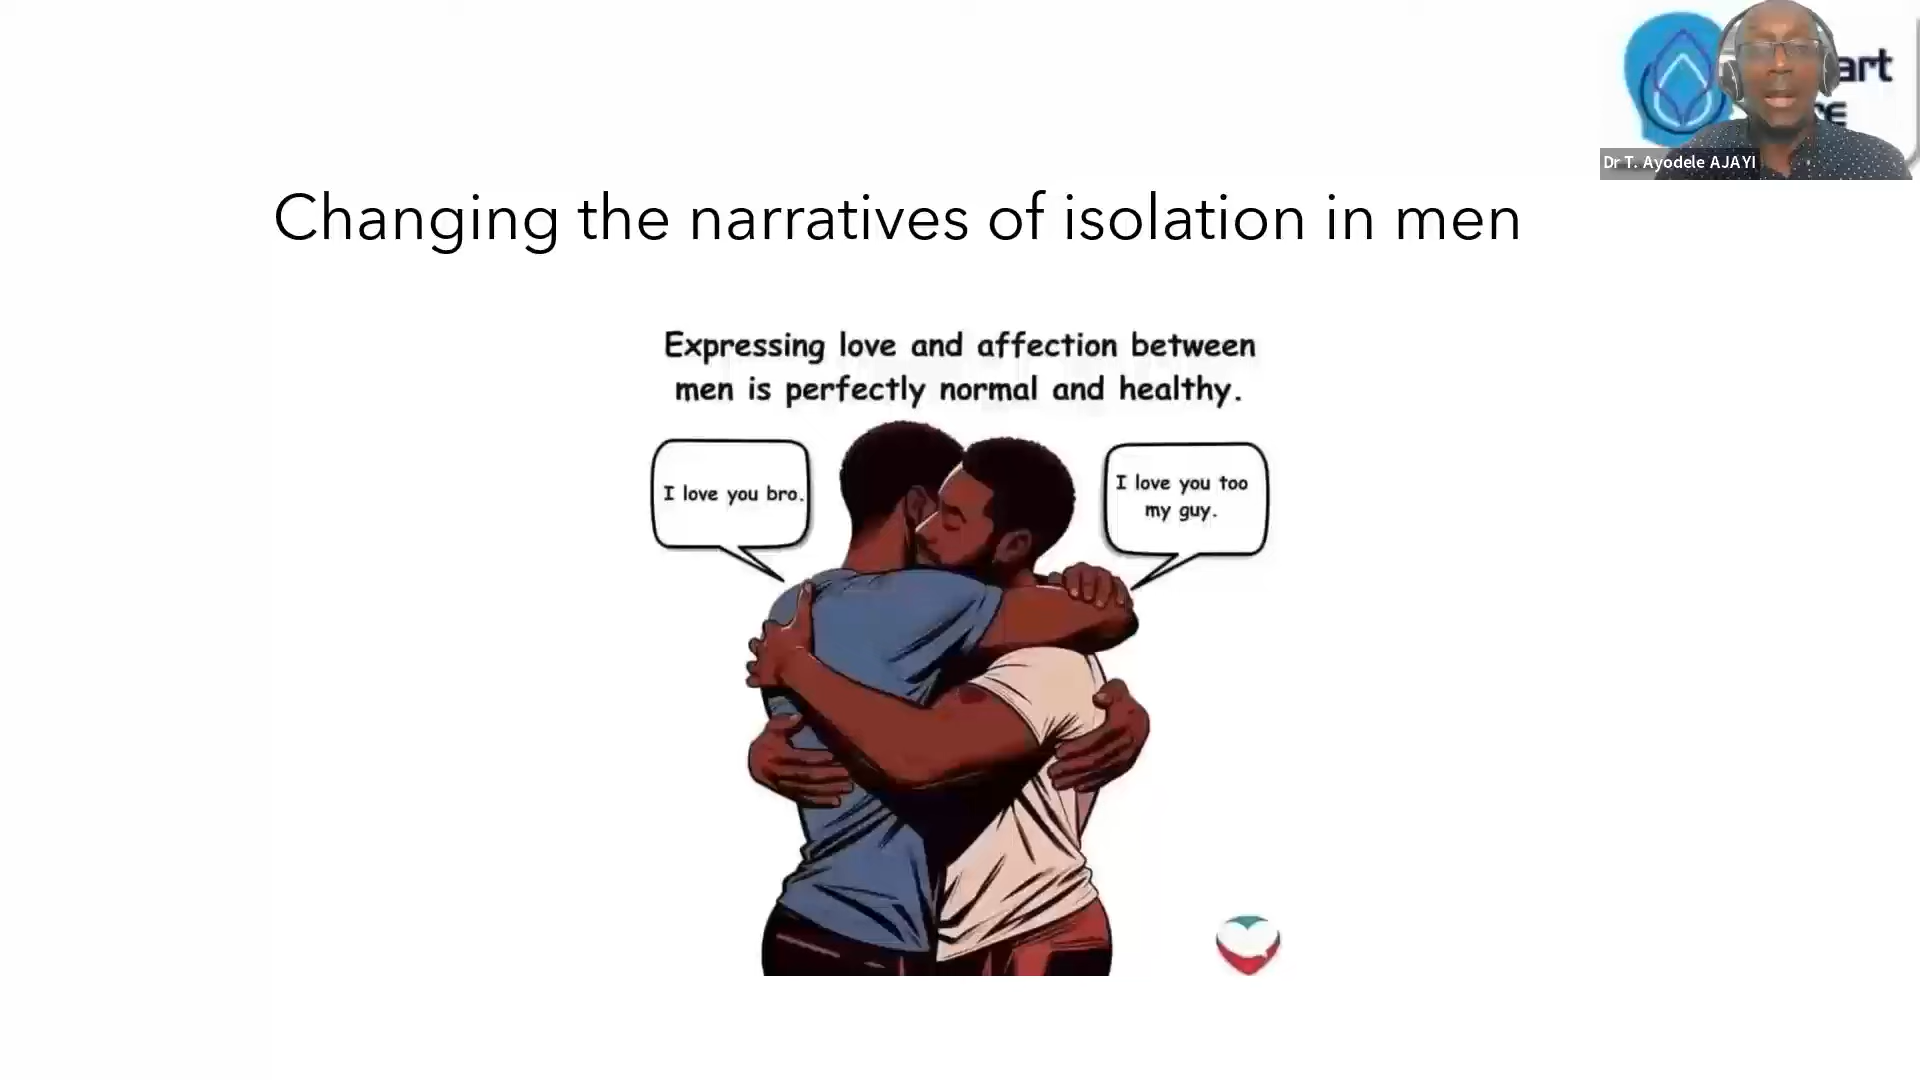 art
Dr T. Ayodele AJAYI
Changing the narratives of isolation in men
Expressing love and affection between
men is perfectly normal and healthy.
I love you bro.
I love you too
my guy.